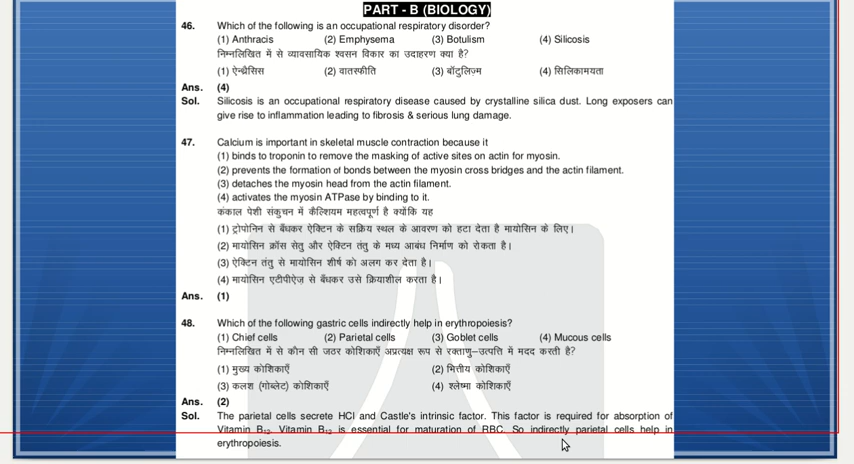 PART - B (BIOLOGY)
46. Which of the following is an occupational respiratory disorder?
(1) Anthracis (2) Emphysema (3) Botulism (4) Silicosis
निम्नलिखित में से व्यावसायिक श्वसन विकार का उदाहरण क्या है?
(1) ऐन्थ्रैसिस (2) वातस्फीति (3) बॉटुलिज़्म (4) सिलिकामयता
Ans. (4)
Sol. Silicosis is an occupational respiratory disease caused by crystalline silica dust. Long exposers can
give rise to inflammation leading to fibrosis & serious lung damage.
47. Calcium is important in skeletal muscle contraction because it
(1) binds to troponin to remove the masking of active sites on actin for myosin.
(2) prevents the formation of bonds between the myosin cross bridges and the actin filament.
(3) detaches the myosin head from the actin filament.
(4) activates the myosin ATPase by binding to it.
कंकाल पेशी संकुचन में कैल्शियम महत्वपूर्ण है क्योंकि यह
(1) ट्रोपोनिन से बैंधकर ऐक्टिन के सक्रिय स्थल के आवरण को हटा देता है मायोसिन के लिए।
(2) मायोसिन क्रॉस सेतु और ऐक्टिन तंतु के मध्य आबंध निर्माण को रोकता है।
(3) ऐक्टिन तंतु से मायोसिन शीर्ष को अलग कर देता है।
(4) मायोसिन एटीपीऐज़ से बैंधकर उसे क्रियाशील करता है।
Ans. (1)
48. Which of the following gastric cells indirectly help in erythropoiesis?
(1) Chief cells (2) Parietal cells (3) Goblet cells (4) Mucous cells
निम्नलिखित में से कौन सी जठर कोशिकाएँ अप्रत्यक्ष रूप से रक्ताणु–उत्पत्ति में मदद करती है?
(1) मुख्य कोशिकाएँ (2) भित्तीय कोशिकाएँ
(3) कलश (गोब्लेट) कोशिकाएँ (4) श्लेष्मा कोशिकाएँ
Ans. (2)
Sol. The parietal cells secrete HCl and Castle's intrinsic factor. This factor is required for absorption of
Vitamin B₁₂. Vitamin B₁₂ is essential for maturation of RBC. So indirectly parietal cells help in
erythropoiesis.